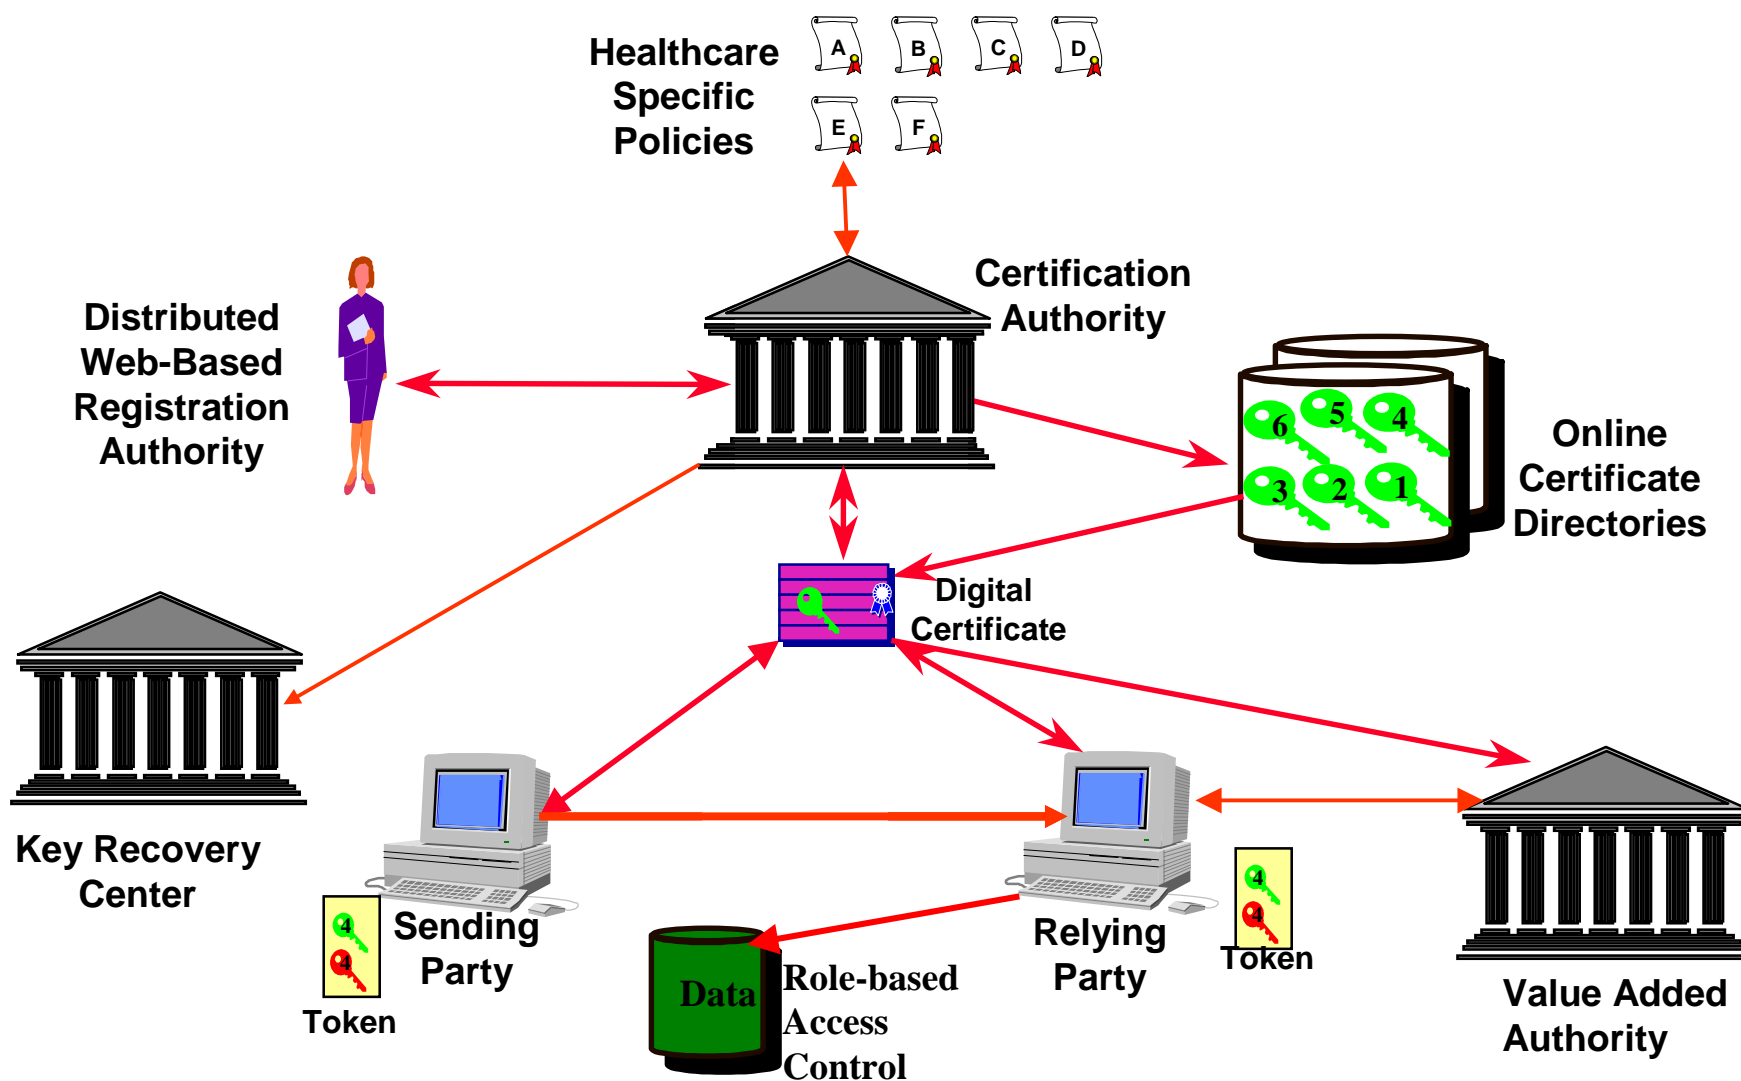 Healthcare
Specific
Policies
A B C D
E F
Certification
Authority
Distributed
Web-Based
Registration
Authority
6 5 4
3 2 1
Online
Certificate
Directories
Digital
Certificate
Key Recovery
Center
Sending
Party
4
4
Token
Data
Role-based
Access
Control
Relying
Party
4
4
Token
Value Added
Authority